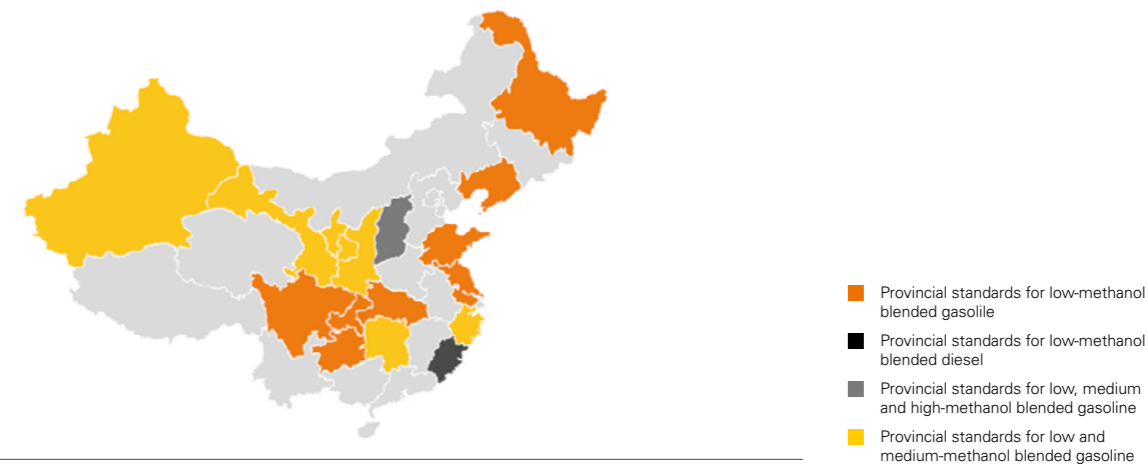 Provincial standards for low-methanol
blended gasolile
Provincial standards for low-methanol
blended diesel
Provincial standards for low, medium
and high-methanol blended gasoline
Provincial standards for low and
medium-methanol blended gasoline